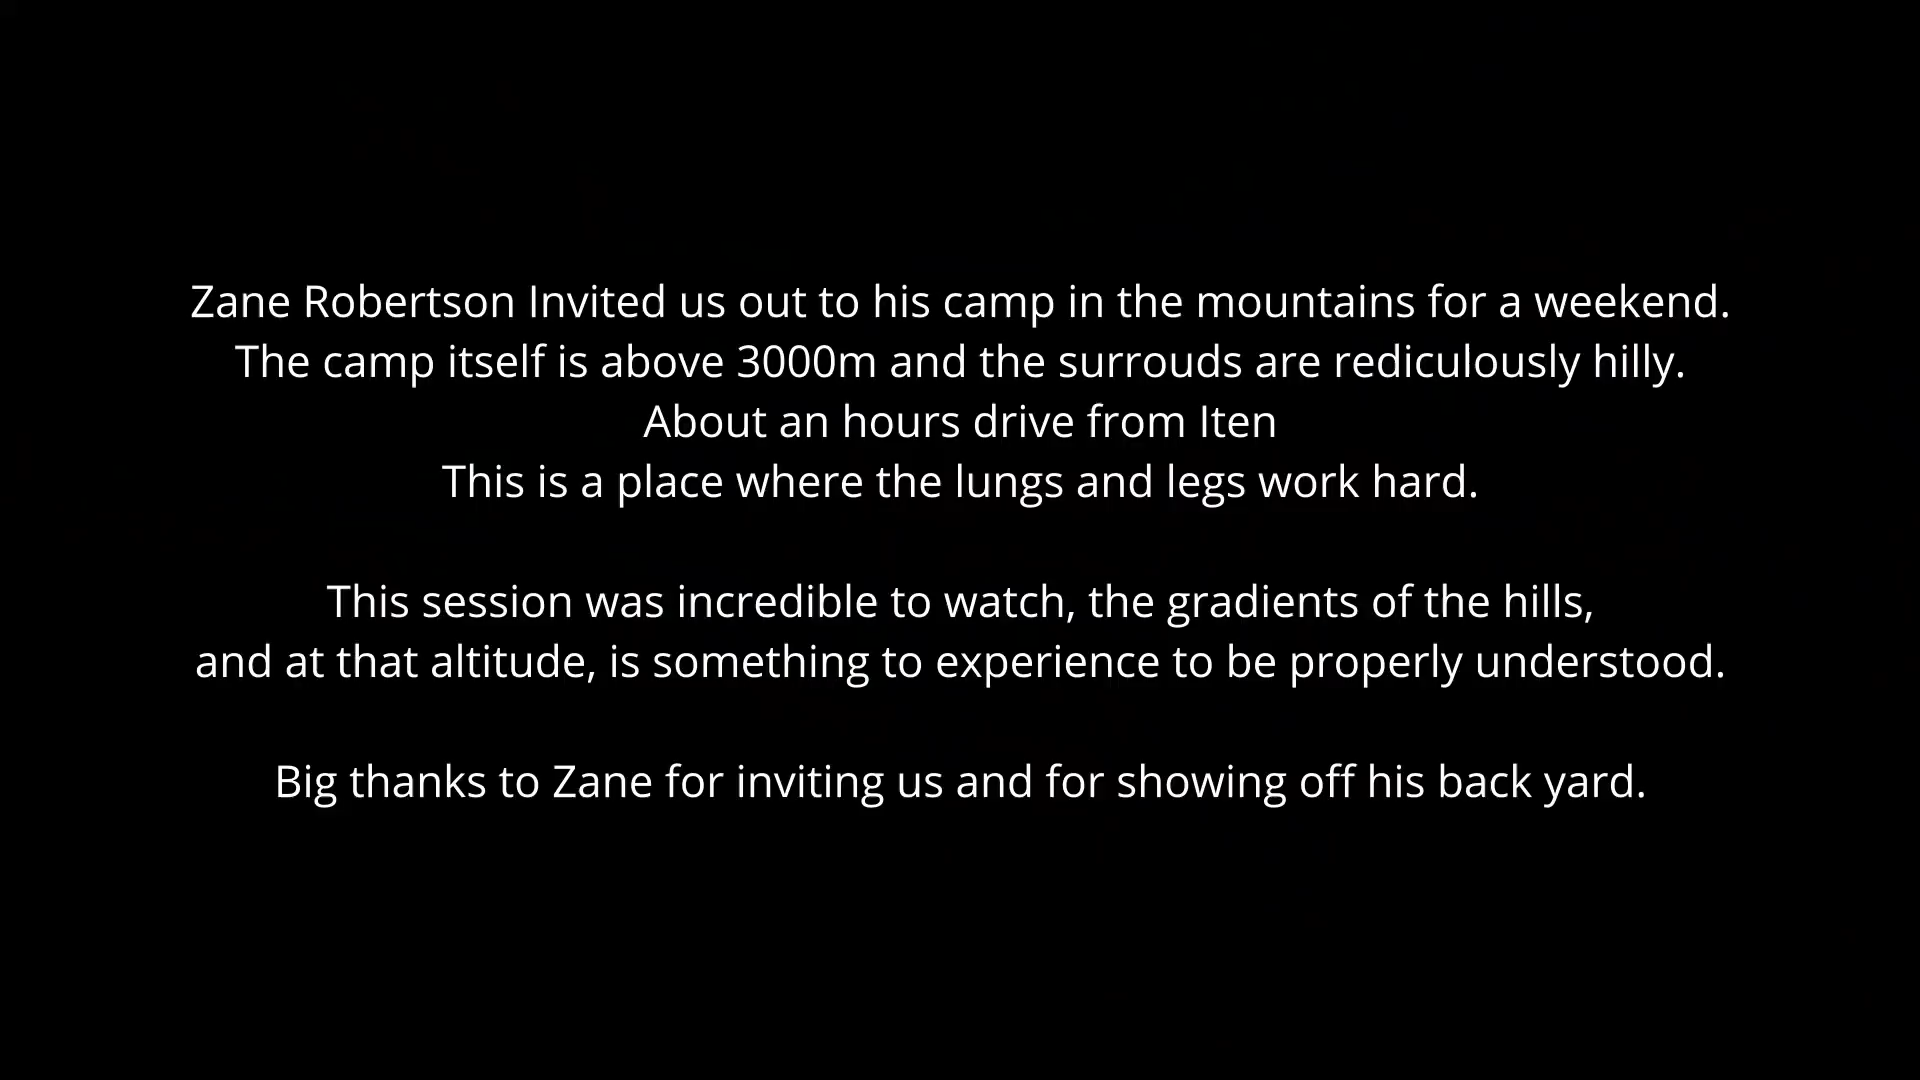 Zane Robertson Invited us out to his camp in the mountains for a weekend.
The camp itself is above 3000m and the surrouds are rediculously hilly.
About an hours drive from Iten
This is a place where the lungs and legs work hard.
This session was incredible to watch, the gradients of the hills,
and at that altitude, is something to experience to be properly understood.
Big thanks to Zane for inviting us and for showing off his back yard.